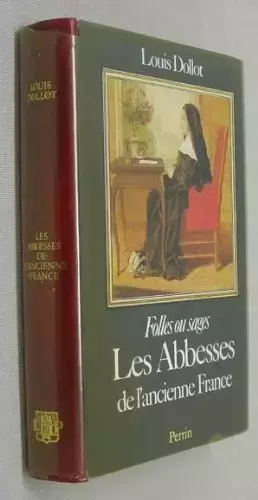 LOUIS
DOLLOT
LES
ABBESSES
DE
L'ANCIENNE
FRANCE
Louis Dollot
Folles ou sages
Les Abbesses
de l'ancienne France
Perrin